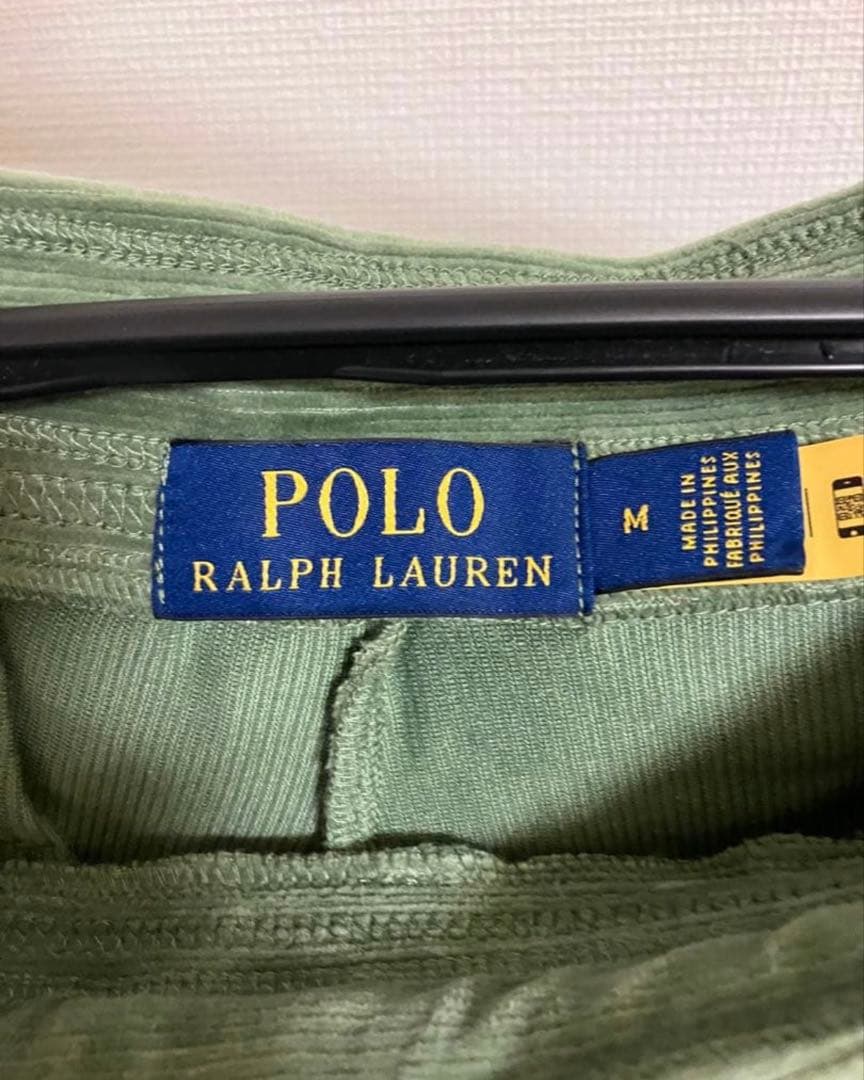 POLO
RALPH LAUREN
M
MADE IN
PHILIPPINES
FABRIQUÉ AUX
PHILIPPINES